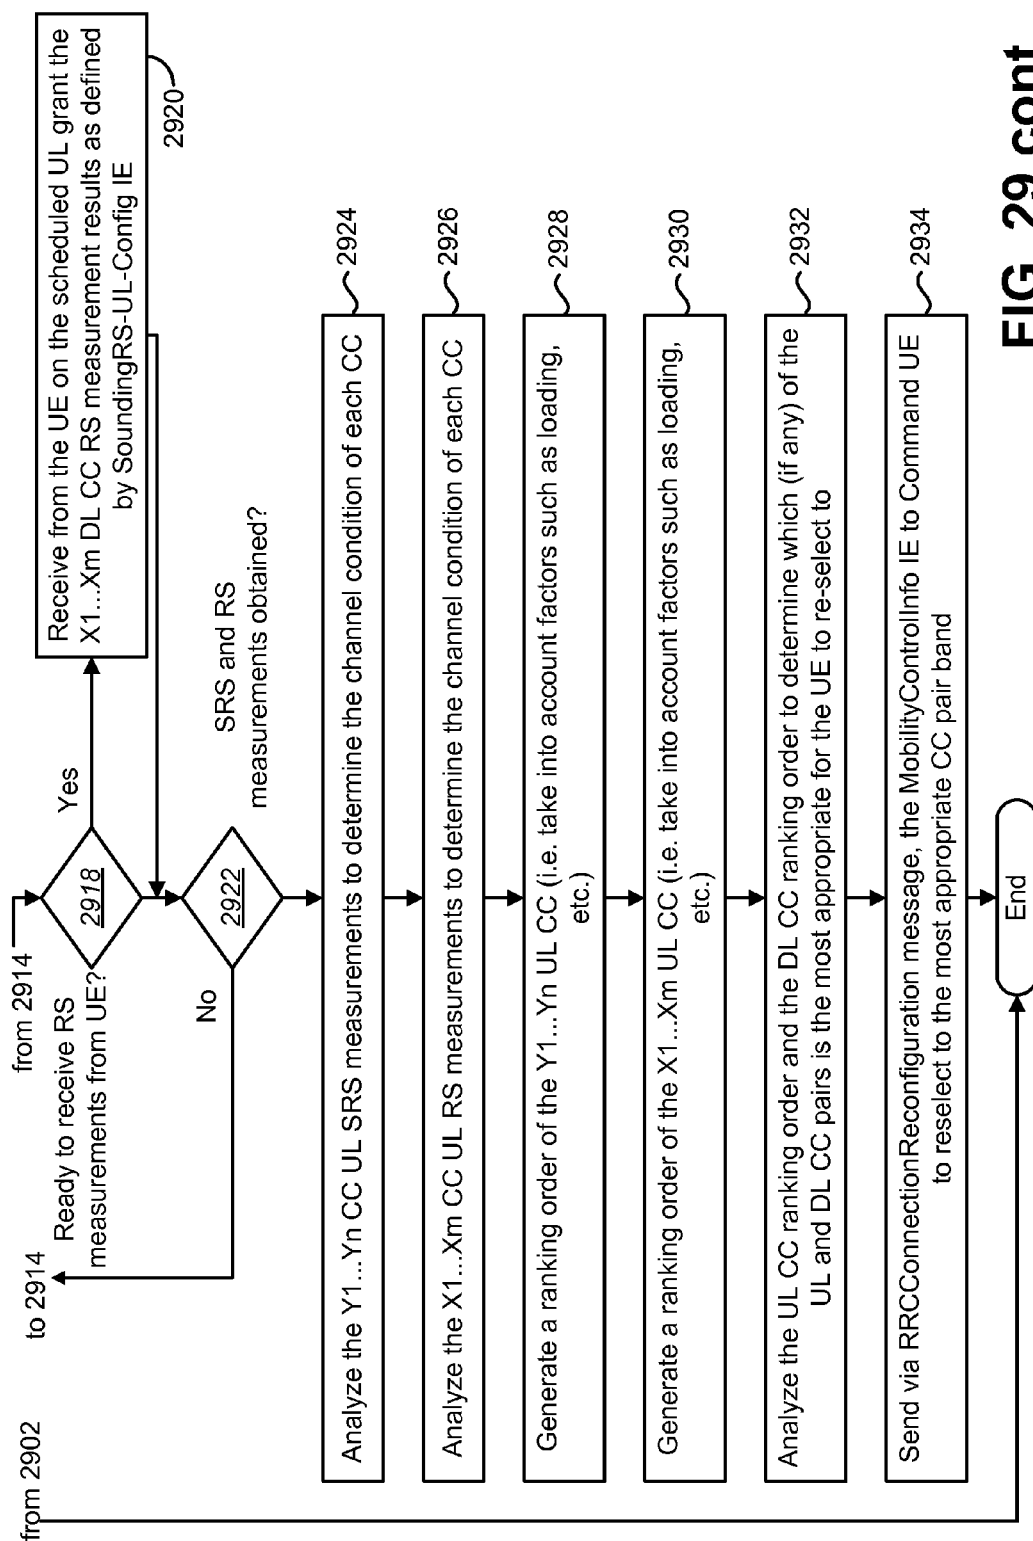 from 2902
to 2914
from 2914
Ready to receive RS
measurements from UE?
2918
Yes
Receive from the UE on the scheduled UL grant the
X1...Xm DL CC RS measurement results as defined
by SoundingRS-UL-Config IE
2920
2922
No
SRS and RS
measurements obtained?
Analyze the Y1...Yn CC UL SRS measurements to determine the channel condition of each CC
2924
Analyze the X1...Xm CC UL RS measurements to determine the channel condition of each CC
2926
Generate a ranking order of the Y1...Yn UL CC (i.e. take into account factors such as loading,
etc.)
2928
Generate a ranking order of the X1...Xm UL CC (i.e. take into account factors such as loading,
etc.)
2930
Analyze the UL CC ranking order and the DL CC ranking order to determine which (if any) of the
UL and DL CC pairs is the most appropriate for the UE to re-select to
2932
Send via RRCConnectionReconfiguration message, the MobilityControlInfo IE to Command UE
to reselect to the most appropriate CC pair band
2934
End
FIG. 29 cont.